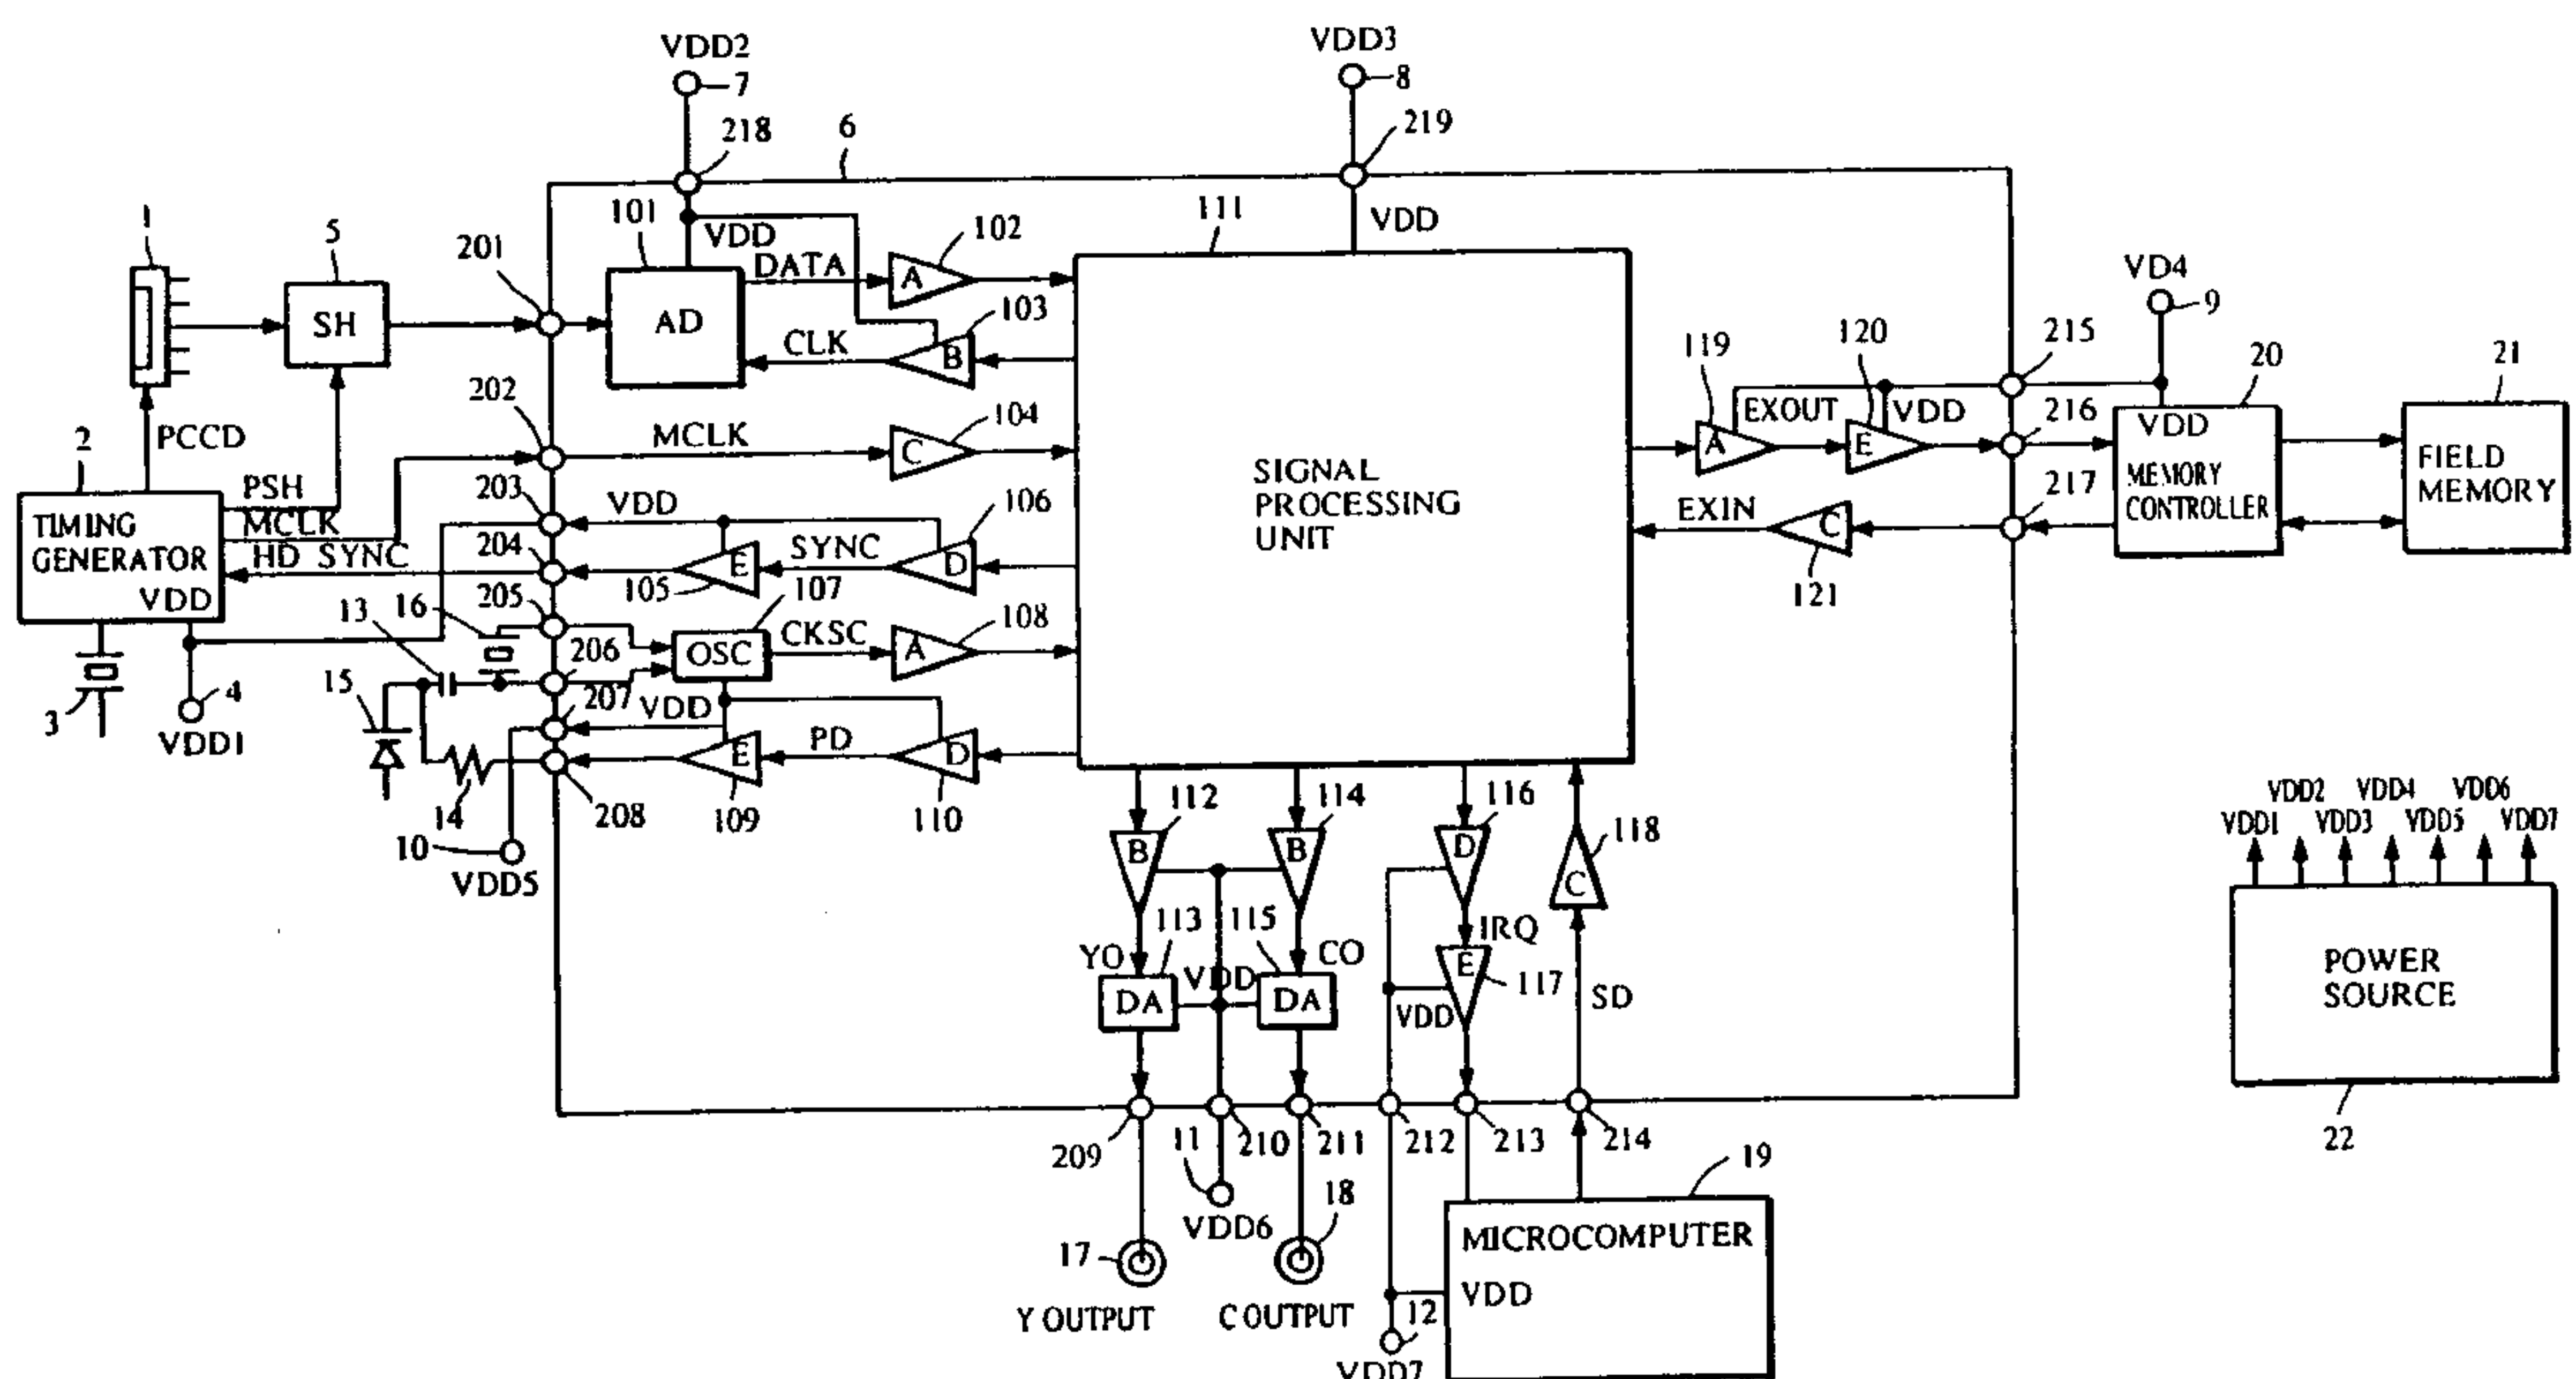 VDD2
7
VDD3
8
218
6
219
1
5
201
101
VDD
DATA
A
102
111
VDD
SH
AD
CLK
B
103
VD4
9
202
MCLK
C
104
119
EXOUT
120
VDD
215
20
21
2
PCCD
PSH
MCLK
HD SYNC
TIMING
GENERATOR
VDD
203
VDD
106
204
E
SYNC
D
105
SIGNAL
PROCESSING
UNIT
A
E
216
VDD
MEMORY
CONTROLLER
FIELD
MEMORY
EXIN
C
217
121
13
16
205
107
OSC
CKSC
A
108
3
4
VDD1
15
206
207
VDD
E
PD
D
14
208
109
110
10
VDD5
112
114
116
118
B
B
D
C
YO
113
VDD
115
CO
IRQ
E
117
DA
DA
VDD
SD
VDD2
VDD4
VDD6
VDD1
VDD3
VDD5
VDD7
POWER
SOURCE
22
209
11
210
211
212
213
214
17
VDD6
18
19
MICROCOMPUTER
VDD
Y OUTPUT
C OUTPUT
12
VDD7